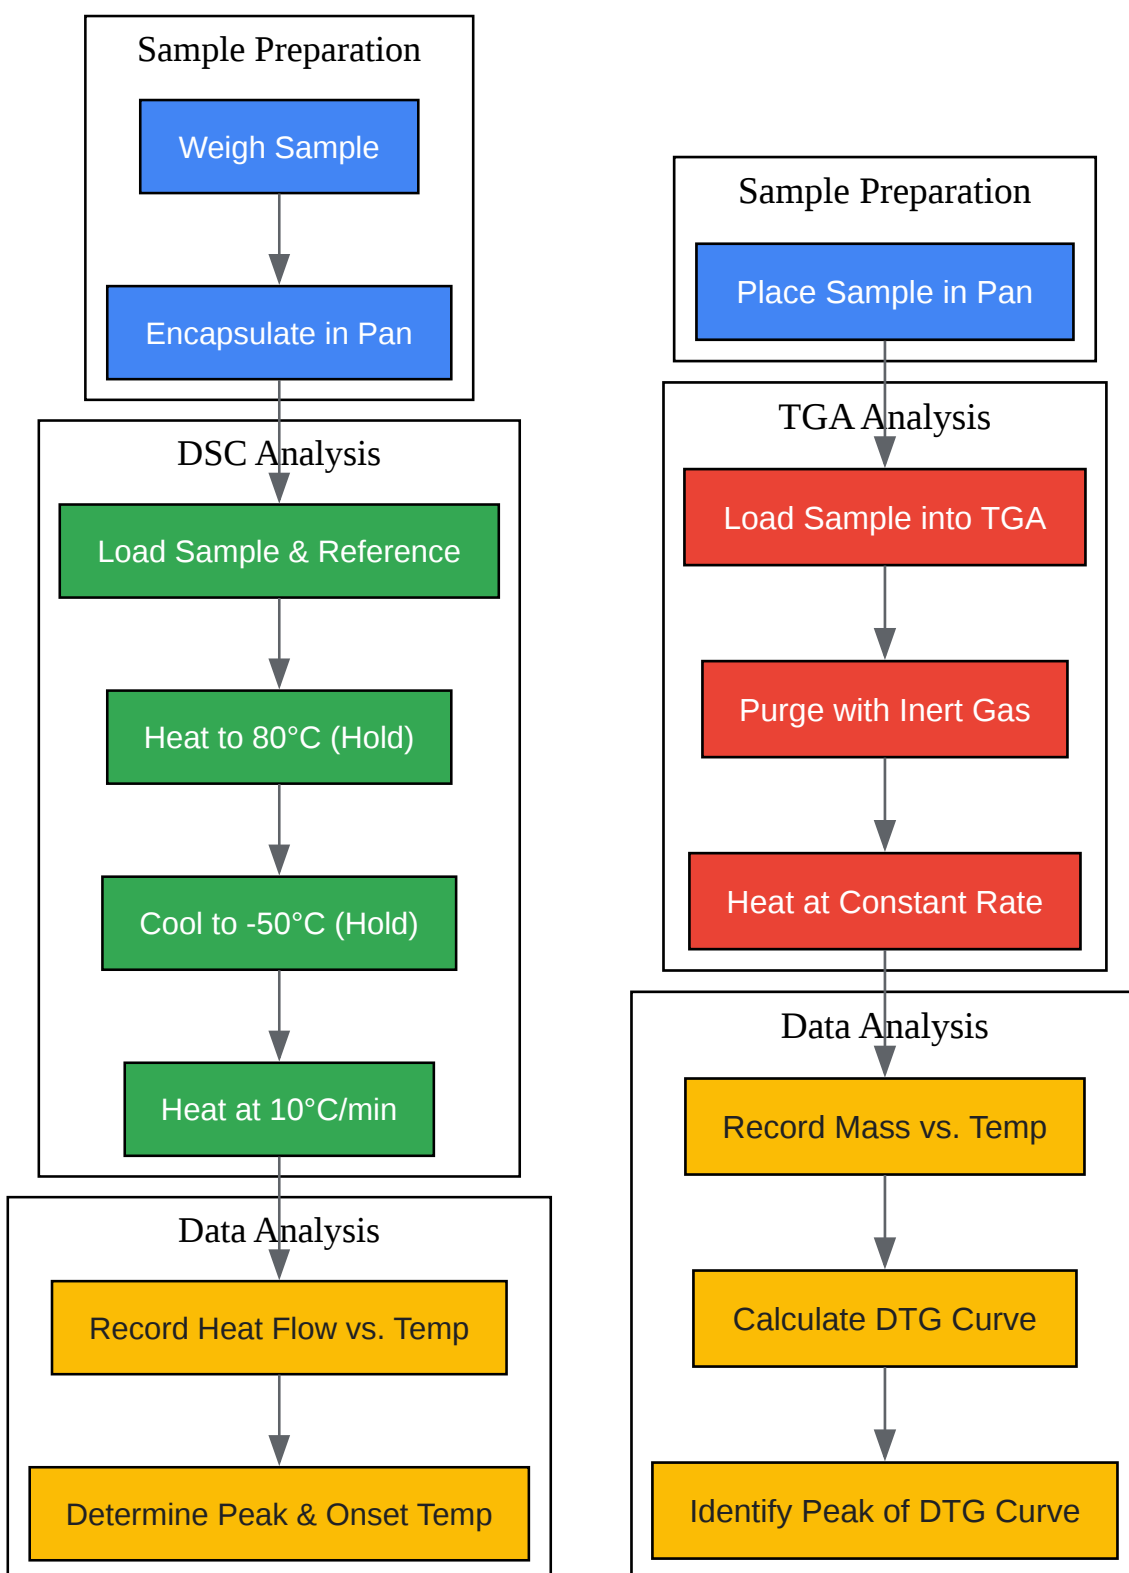 Sample Preparation
Weigh Sample
Encapsulate in Pan
DSC Analysis
Load Sample & Reference
Heat to 80°C (Hold)
Cool to -50°C (Hold)
Heat at 10°C/min
Data Analysis
Record Heat Flow vs. Temp
Determine Peak & Onset Temp
Sample Preparation
Place Sample in Pan
TGA Analysis
Load Sample into TGA
Purge with Inert Gas
Heat at Constant Rate
Data Analysis
Record Mass vs. Temp
Calculate DTG Curve
Identify Peak of DTG Curve